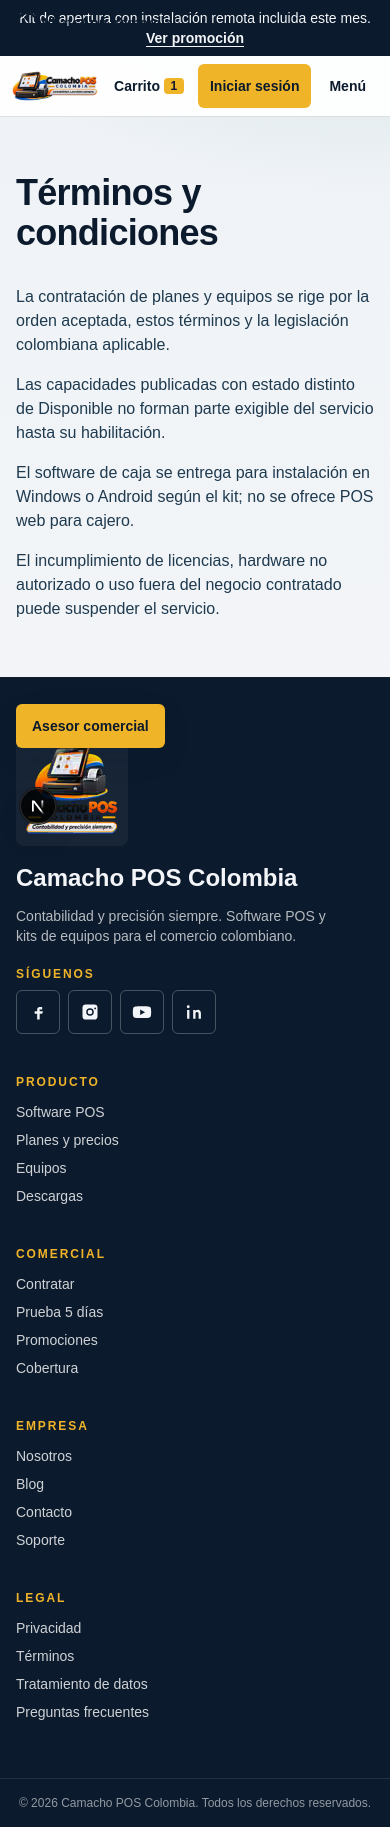 Kit de apertura con instalación remota incluida este mes.
Ver promoción
Camacho POS
COLOMBIA
Carrito 1
Iniciar sesión
Menú
Términos y
condiciones
La contratación de planes y equipos se rige por la
orden aceptada, estos términos y la legislación
colombiana aplicable.
Las capacidades publicadas con estado distinto
de Disponible no forman parte exigible del servicio
hasta su habilitación.
El software de caja se entrega para instalación en
Windows o Android según el kit; no se ofrece POS
web para cajero.
El incumplimiento de licencias, hardware no
autorizado o uso fuera del negocio contratado
puede suspender el servicio.
Asesor comercial
COLOMBIA
Contabilidad y precisión siempre.
Camacho POS Colombia
Contabilidad y precisión siempre. Software POS y
kits de equipos para el comercio colombiano.
SÍGUENOS
PRODUCTO
Software POS
Planes y precios
Equipos
Descargas
COMERCIAL
Contratar
Prueba 5 días
Promociones
Cobertura
EMPRESA
Nosotros
Blog
Contacto
Soporte
LEGAL
Privacidad
Términos
Tratamiento de datos
Preguntas frecuentes
© 2026 Camacho POS Colombia. Todos los derechos reservados.